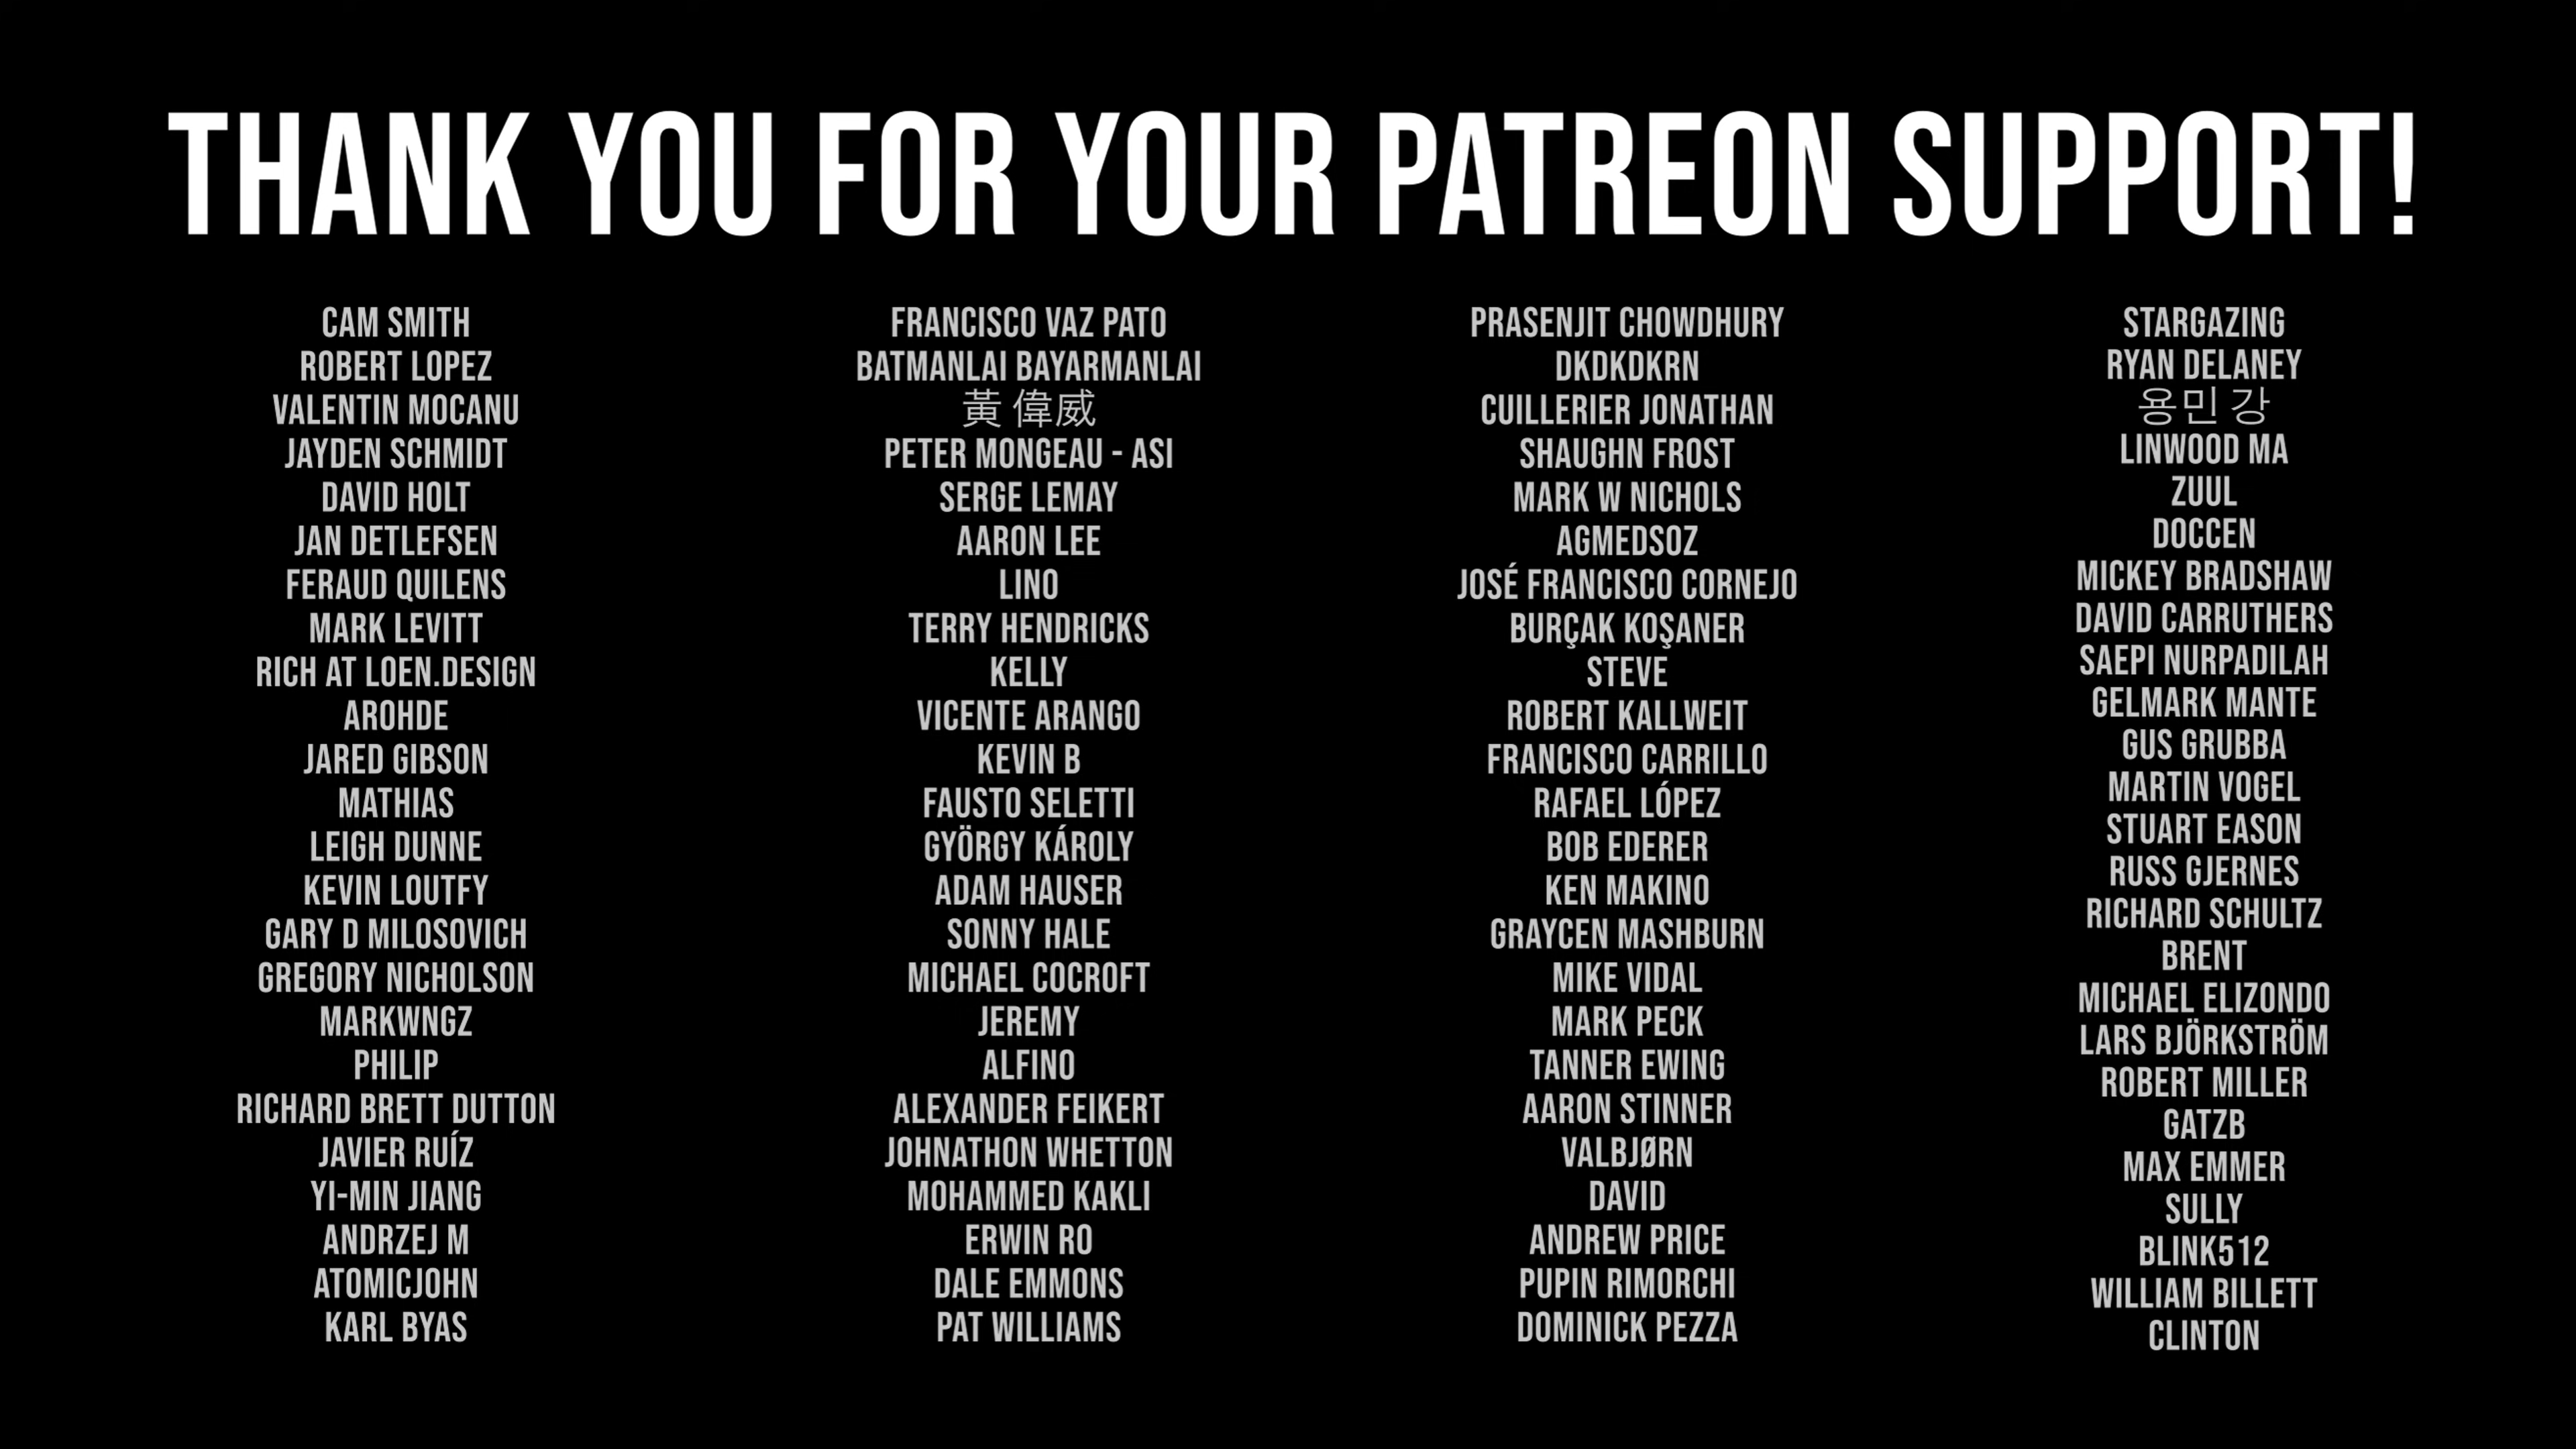 THANK YOU FOR YOUR PATREON SUPPORT!
CAM SMITH
ROBERT LOPEZ
VALENTIN MOCANU
JAYDEN SCHMIDT
DAVID HOLT
JAN DETLEFSEN
FERAUD QUILENS
MARK LEVITT
RICH AT LOEN.DESIGN
AROHDE
JARED GIBSON
MATHIAS
LEIGH DUNNE
KEVIN LOUTFY
GARY D MILOSOVICH
GREGORY NICHOLSON
MARKWNGZ
PHILIP
RICHARD BRETT DUTTON
JAVIER RUÍZ
YI-MIN JIANG
ANDRZEJ M
ATOMICJOHN
KARL BYAS
FRANCISCO VAZ PATO
BATMANLAI BAYARMANLAI
黃 偉威
PETER MONGEAU - ASI
SERGE LEMAY
AARON LEE
LINO
TERRY HENDRICKS
KELLY
VICENTE ARANGO
KEVIN B
FAUSTO SELETTI
GYÖRGY KÁROLY
ADAM HAUSER
SONNY HALE
MICHAEL COCROFT
JEREMY
ALFINO
ALEXANDER FEIKERT
JOHNATHON WHETTON
MOHAMMED KAKLI
ERWIN RO
DALE EMMONS
PAT WILLIAMS
PRASENJIT CHOWDHURY
DKDKDKRN
CUILLERIER JONATHAN
SHAUGHN FROST
MARK W NICHOLS
AGMEDSOZ
JOSÉ FRANCISCO CORNEJO
BURÇAK KOŞANER
STEVE
ROBERT KALLWEIT
FRANCISCO CARRILLO
RAFAEL LÓPEZ
BOB EDERER
KEN MAKINO
GRAYCEN MASHBURN
MIKE VIDAL
MARK PECK
TANNER EWING
AARON STINNER
VALBJØRN
DAVID
ANDREW PRICE
PUPIN RIMORCHI
DOMINICK PEZZA
STARGAZING
RYAN DELANEY
용민 강
LINWOOD MA
ZUUL
DOCCEN
MICKEY BRADSHAW
DAVID CARRUTHERS
SAEPI NURPADILAH
GELMARK MANTE
GUS GRUBBA
MARTIN VOGEL
STUART EASON
RUSS GJERNES
RICHARD SCHULTZ
BRENT
MICHAEL ELIZONDO
LARS BJÖRKSTRÖM
ROBERT MILLER
GATZB
MAX EMMER
SULLY
BLINK512
WILLIAM BILLETT
CLINTON